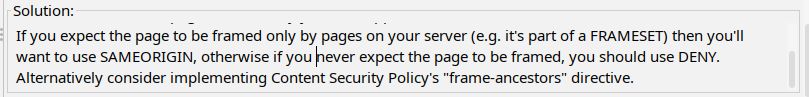 Solution:
If you expect the page to be framed only by pages on your server (e.g. it's part of a FRAMESET) then you'll
want to use SAMEORIGIN, otherwise if you never expect the page to be framed, you should use DENY.
Alternatively consider implementing Content Security Policy's "frame-ancestors" directive.